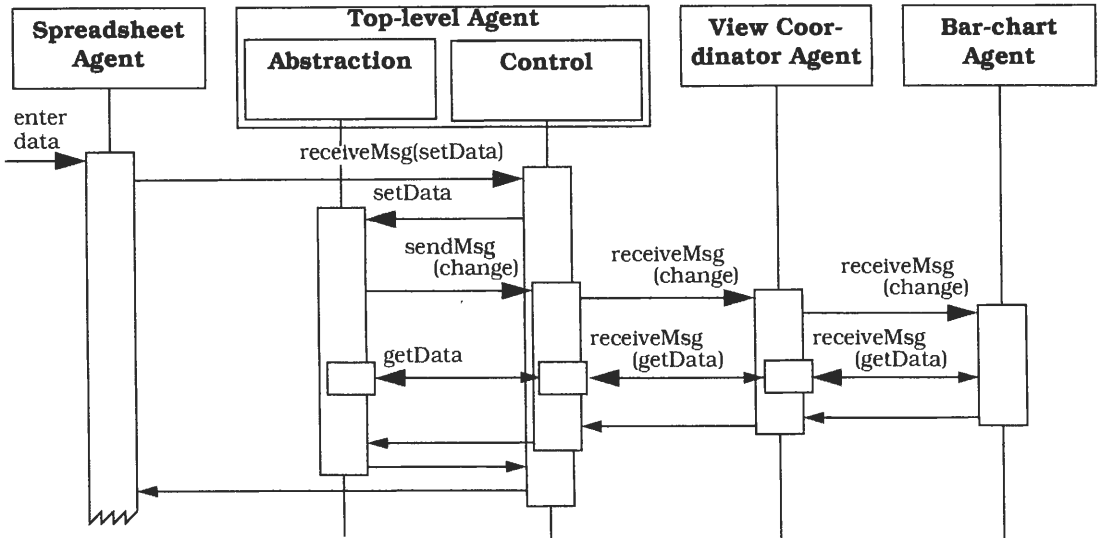 Spreadsheet
Agent
Top-level Agent
Abstraction
Control
View Coor-
dinator Agent
Bar-chart
Agent
enter
data
receiveMsg(setData)
setData
sendMsg
(change)
receiveMsg
(change)
receiveMsg
(change)
getData
receiveMsg
(getData)
receiveMsg
(getData)